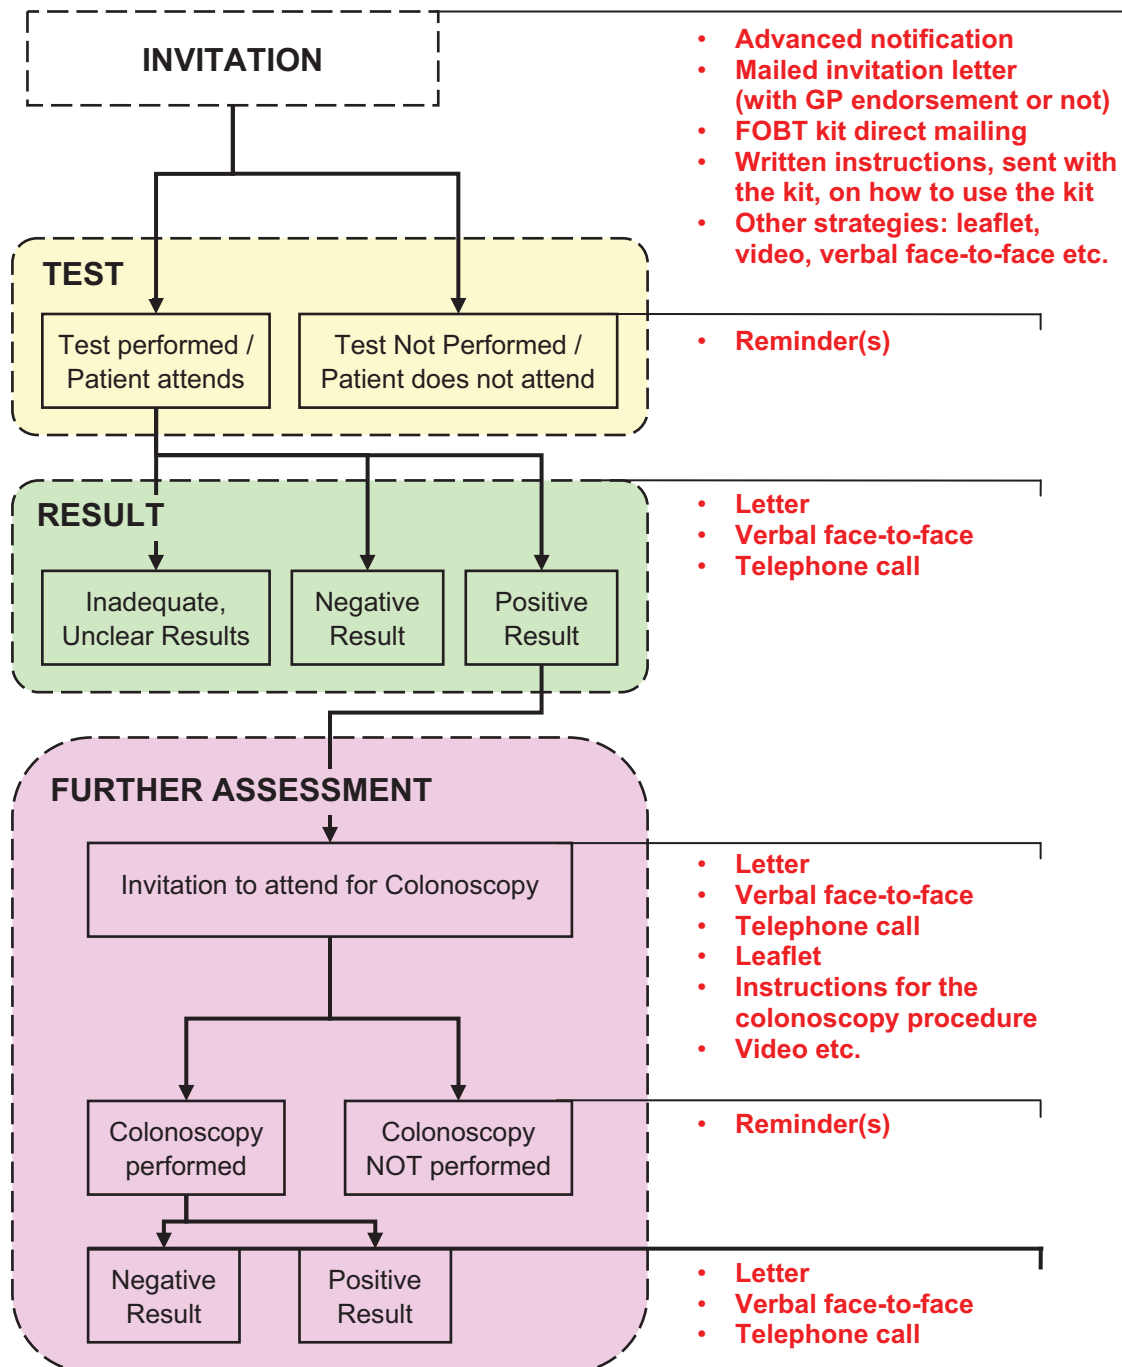 INVITATION
• Advanced notification
• Mailed invitation letter
(with GP endorsement or not)
• FOBT kit direct mailing
• Written instructions, sent with
the kit, on how to use the kit
• Other strategies: leaflet,
video, verbal face-to-face etc.
TEST
Test performed /
Patient attends
Test Not Performed /
Patient does not attend
• Reminder(s)
RESULT
• Letter
• Verbal face-to-face
• Telephone call
Inadequate,
Unclear Results
Negative
Result
Positive
Result
FURTHER ASSESSMENT
Invitation to attend for Colonoscopy
• Letter
• Verbal face-to-face
• Telephone call
• Leaflet
• Instructions for the
colonoscopy procedure
• Video etc.
Colonoscopy
performed
Colonoscopy
NOT performed
• Reminder(s)
Negative
Result
Positive
Result
• Letter
• Verbal face-to-face
• Telephone call